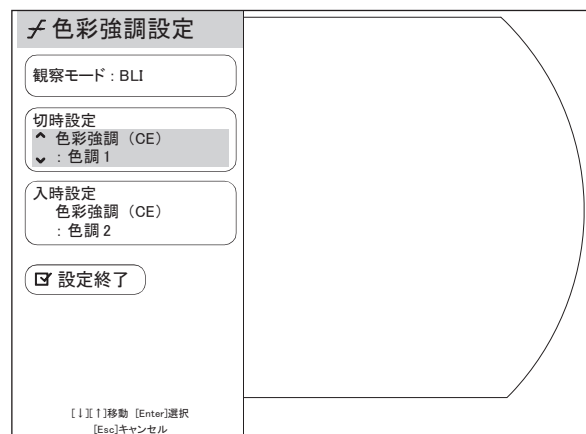 色彩強調設定
観察モード : BLI
切時設定
色彩強調（CE）
: 色調 1
入時設定
色彩強調（CE）
: 色調 2
設定終了
[↓][↑]移動 [Enter]選択
[Esc]キャンセル